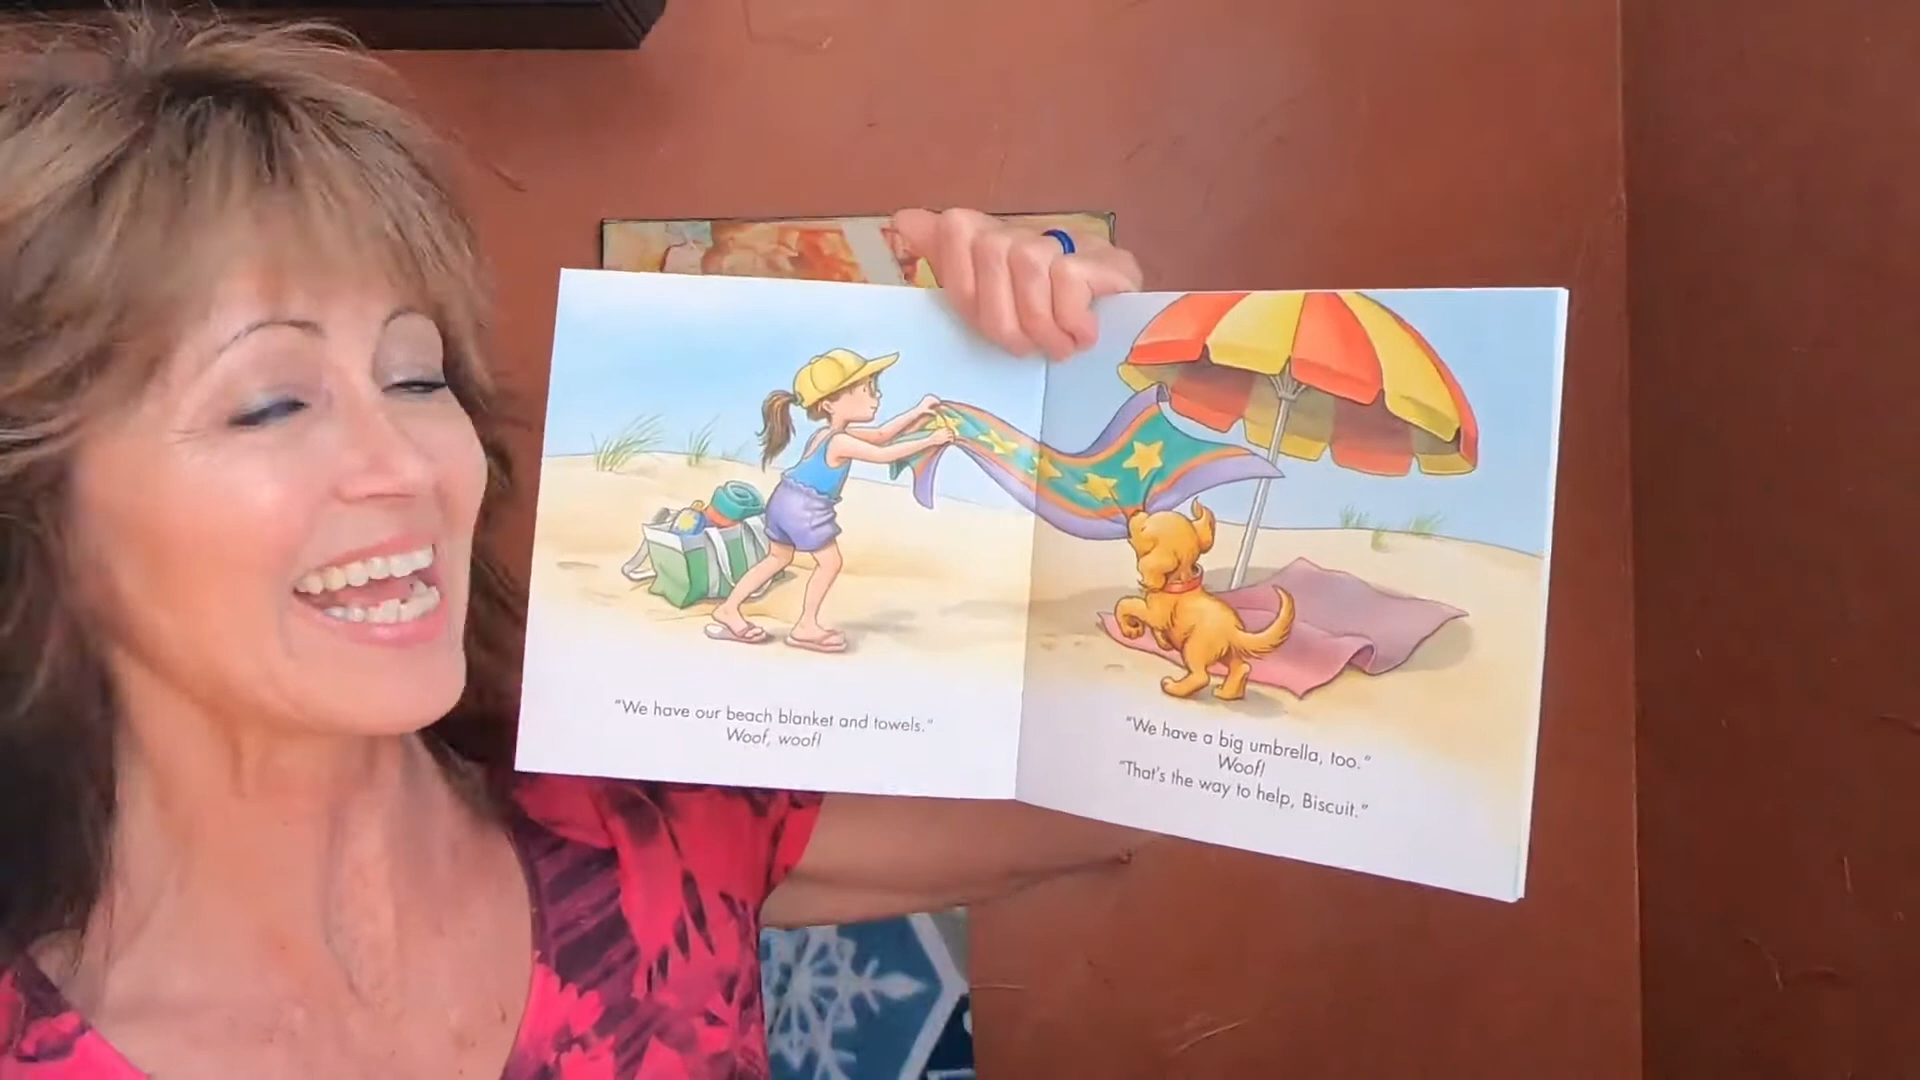 "We have our beach blanket and towels."
Woof, woof!
"We have a big umbrella, too."
Woof!
"That's the way to help, Biscuit."